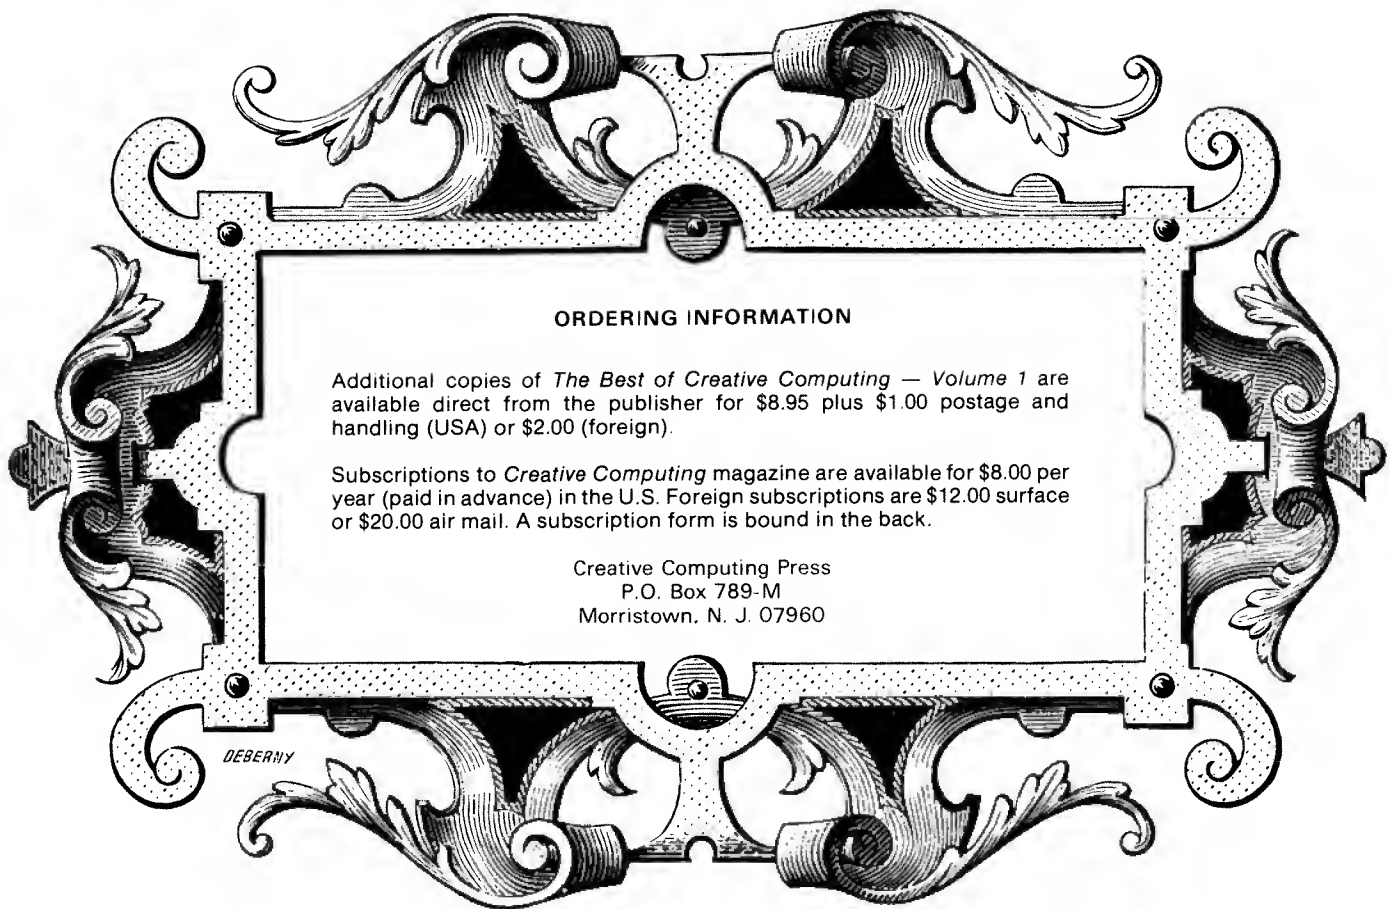 ORDERING INFORMATION
Additional copies of The Best of Creative Computing — Volume 1 are
available direct from the publisher for $8.95 plus $1.00 postage and
handling (USA) or $2.00 (foreign).
Subscriptions to Creative Computing magazine are available for $8.00 per
year (paid in advance) in the U.S. Foreign subscriptions are $12.00 surface
or $20.00 air mail. A subscription form is bound in the back.
Creative Computing Press
P.O. Box 789-M
Morristown, N. J. 07960
DEBERNY